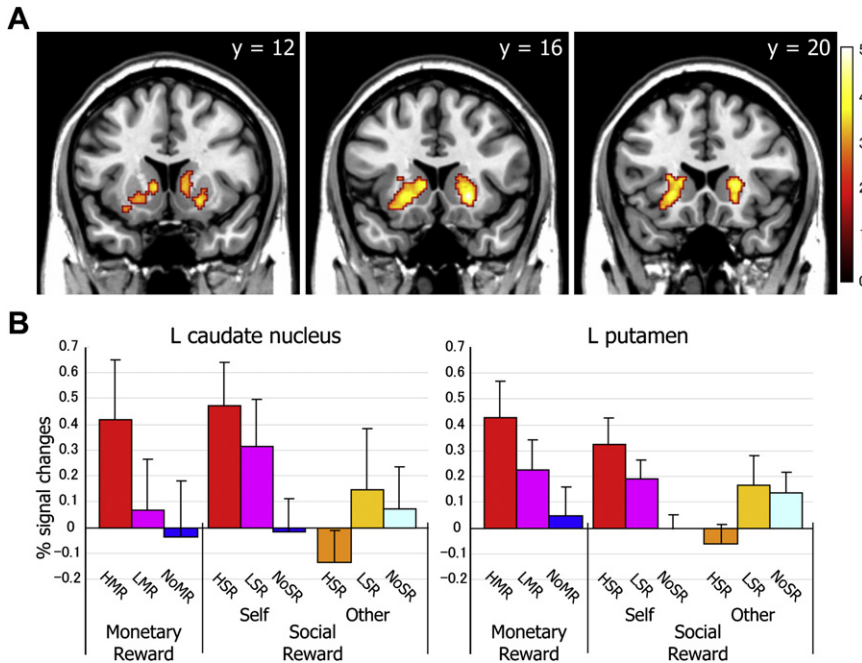 A
y = 12
y = 16
y = 20
5
4
3
2
1
0
B
L caudate nucleus
L putamen
% signal changes
0.7
0.6
0.5
0.4
0.3
0.2
0.1
0
−0.1
−0.2
0.7
0.6
0.5
0.4
0.3
0.2
0.1
0
−0.1
−0.2
HMR LMR NoMR HSR LSR NoSR HSR LSR NoSR
HMR LMR NoMR HSR LSR NoSR HSR LSR NoSR
Self Other
Self Other
Monetary Social
Reward Reward
Monetary Social
Reward Reward